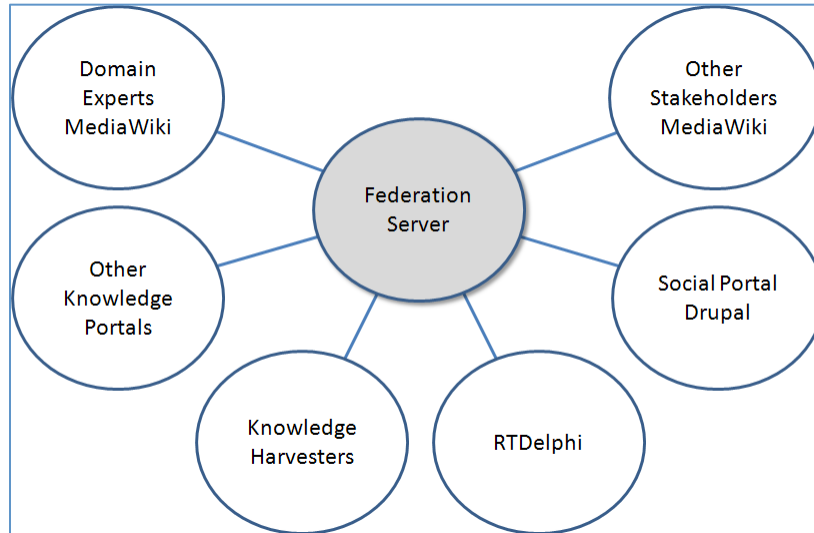 Domain
Experts
MediaWiki
Other
Stakeholders
MediaWiki
Federation
Server
Other
Knowledge
Portals
Social Portal
Drupal
Knowledge
Harvesters
RTDelphi